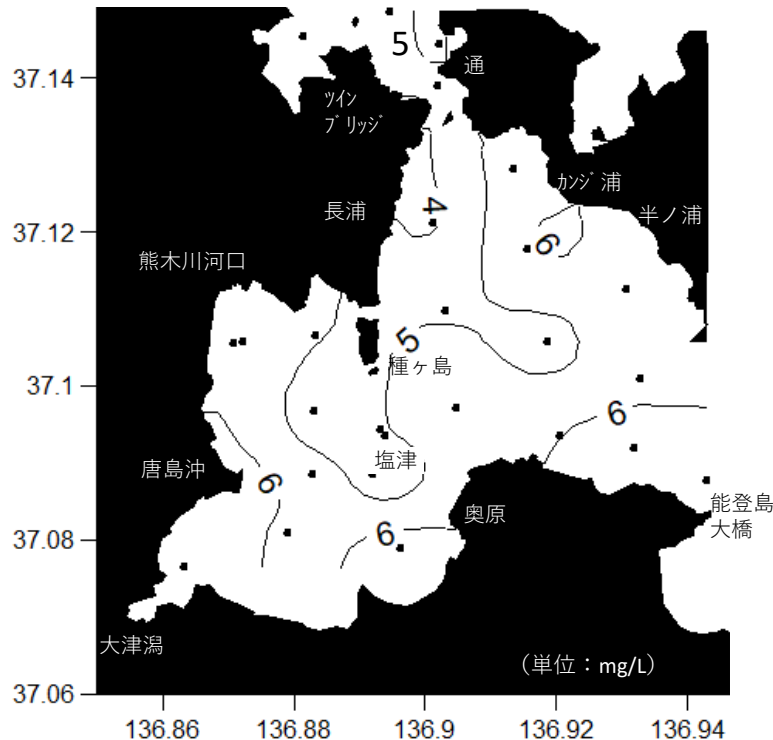 5
通
37.14
ﾂｲﾝ
ﾌﾞﾘｯｼﾞ
ｶﾝｼﾞ浦
長浦
4
半ノ浦
37.12
6
熊木川河口
5
種ヶ島
37.1
6
塩津
唐島沖
6
能登島
大橋
奥原
37.08
6
大津潟
（単位：mg/L）
37.06
136.86
136.88
136.9
136.92
136.94